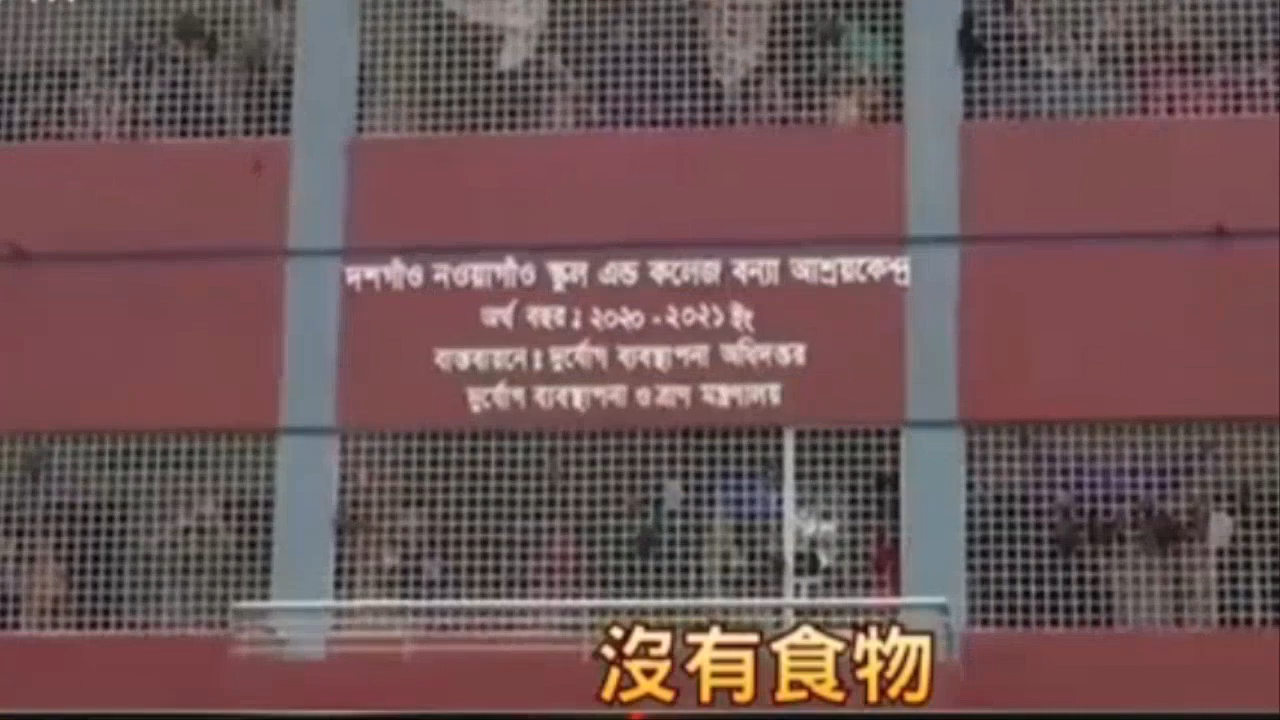 দশগাঁও নওয়াগাঁও স্কুল এন্ড কলেজ বন্যা আশ্রয়কেন্দ্র
অর্থ বছর : ২০২০ - ২০২১ ইং
বাস্তবায়নে : দুর্যোগ ব্যবস্থাপনা অধিদপ্তর
দুর্যোগ ব্যবস্থাপনা ও ত্রাণ মন্ত্রণালয়
沒有食物